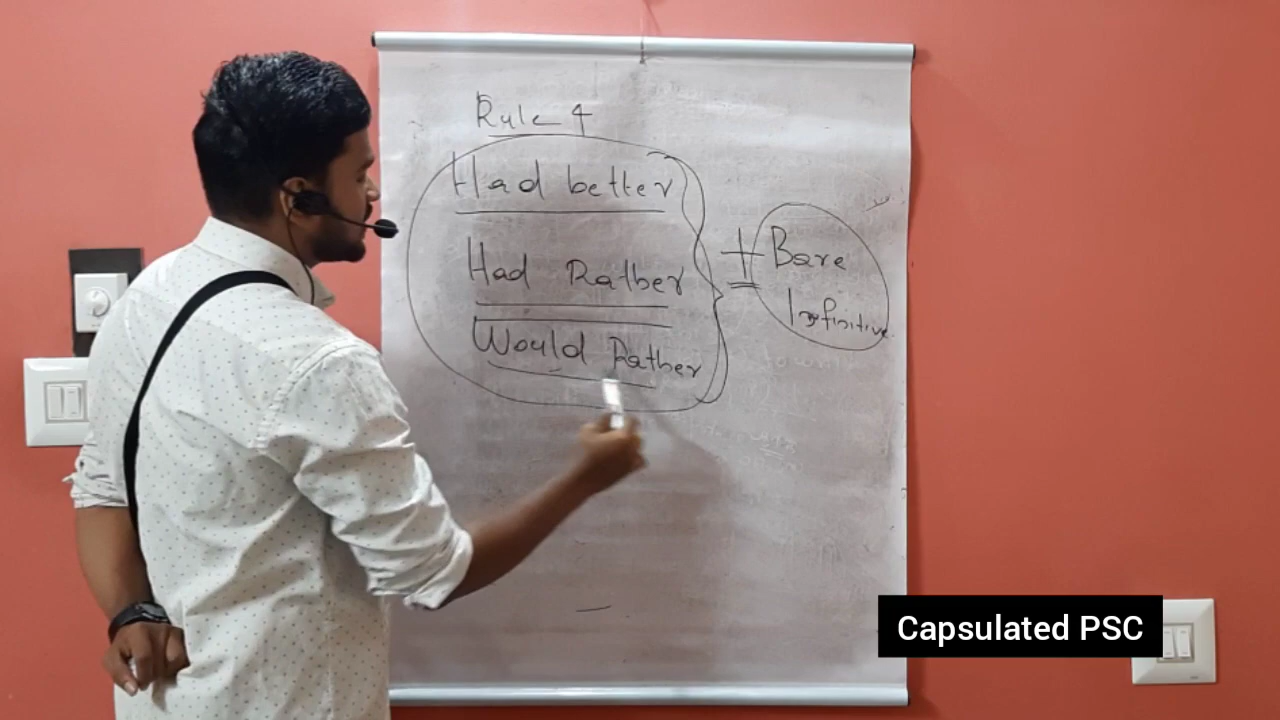 Rule 4
Had better
Had Rather
Would Rather
+ Bare
Infinitive
Capsulated PSC